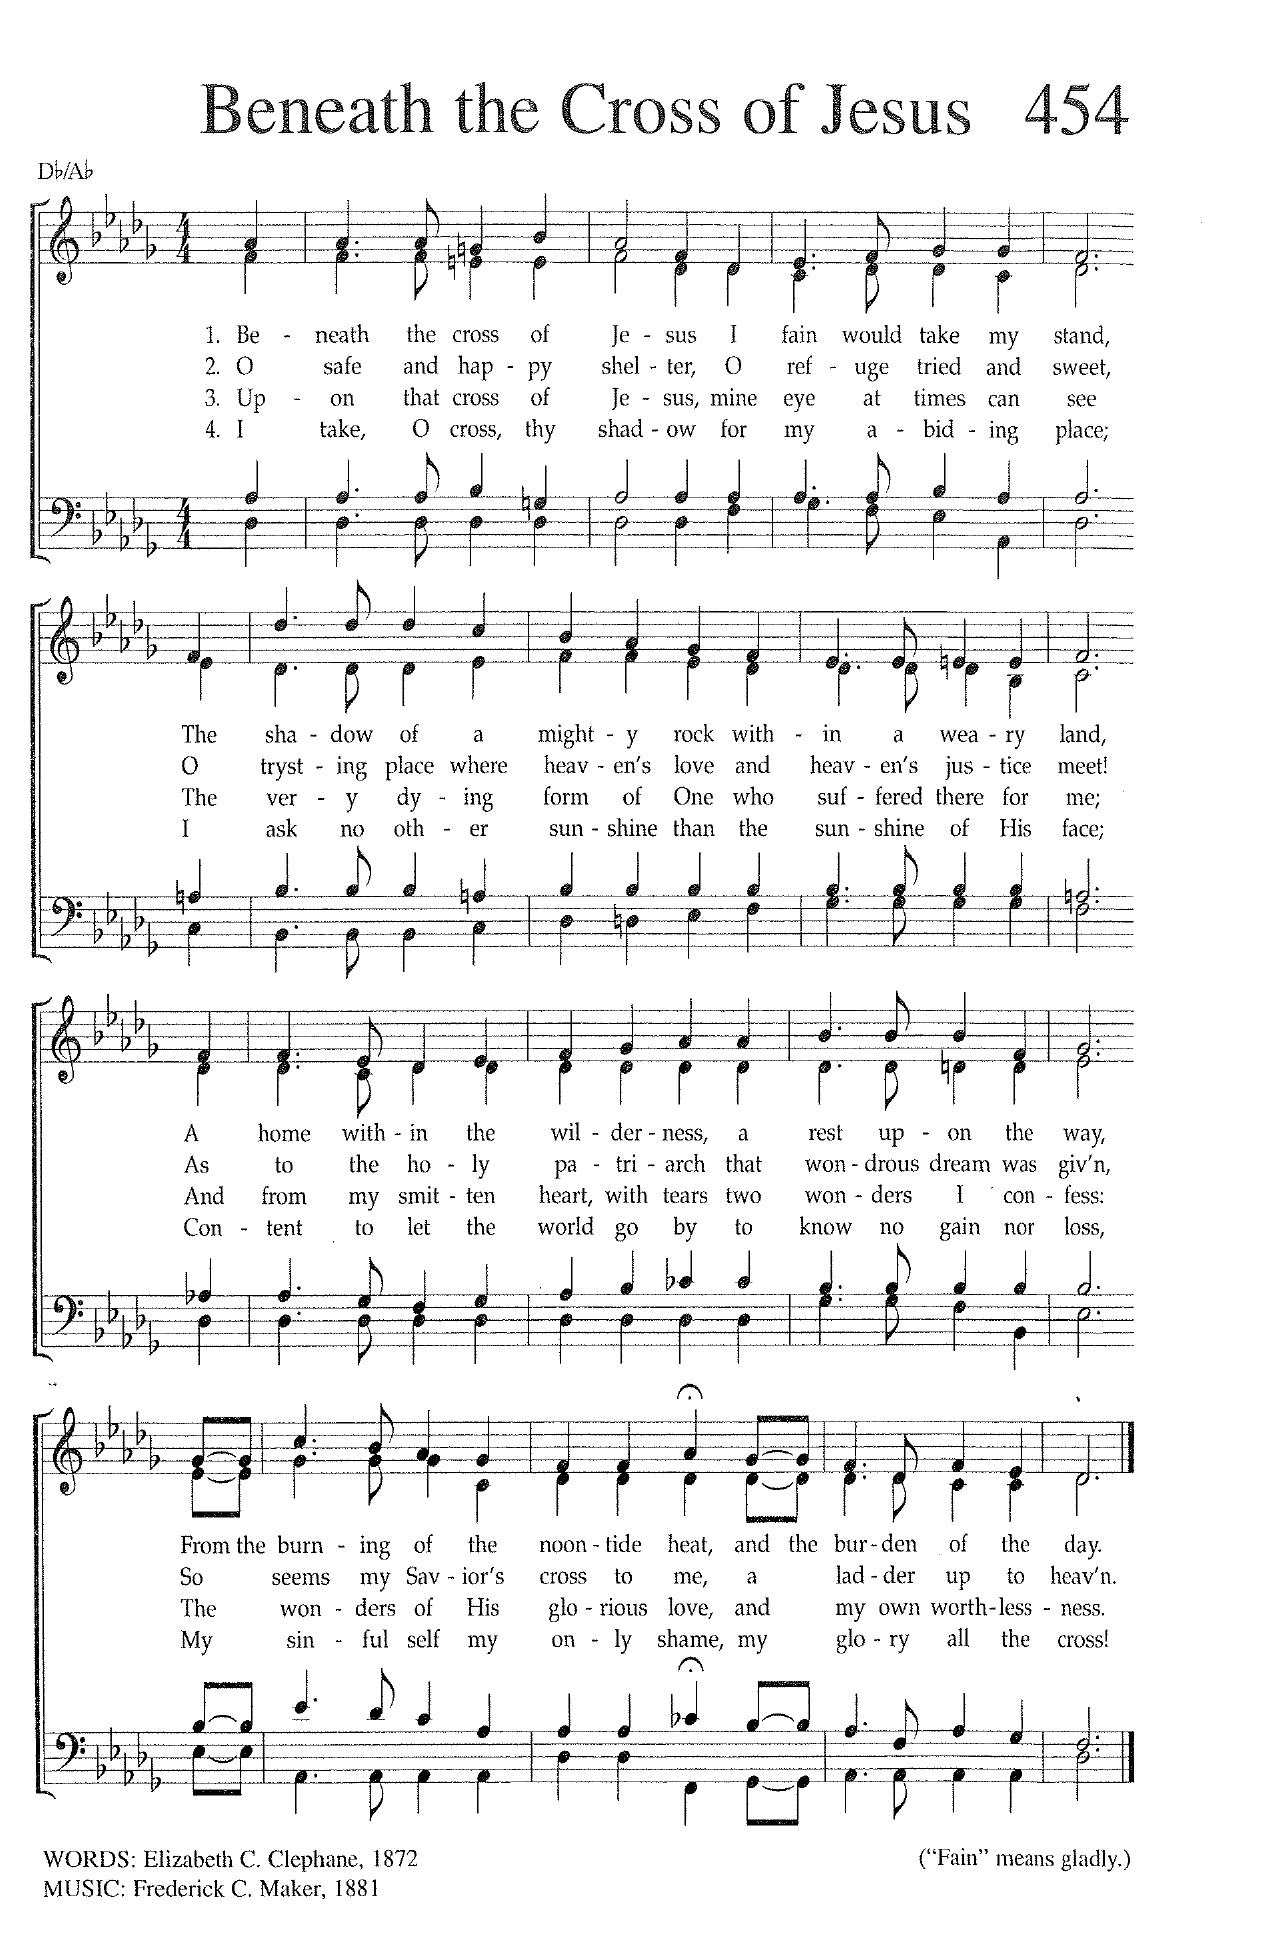 Beneath the Cross of Jesus 454
D♭/A♭
1. Be - neath the cross of Je - sus I fain would take my stand,
2. O safe and hap - py shel - ter, O ref - uge tried and sweet,
3. Up - on that cross of Je - sus, mine eye at times can see
4. I take, O cross, thy shad - ow for my a - bid - ing place;
The sha - dow of a might - y rock with - in a wea - ry land,
O tryst - ing place where heav - en's love and heav - en's jus - tice meet!
The ver - y dy - ing form of One who suf - fered there for me;
I ask no oth - er sun - shine than the sun - shine of His face;
A home with - in the wil - der - ness, a rest up - on the way,
As to the ho - ly pa - tri - arch that won - drous dream was giv'n,
And from my smit - ten heart, with tears two won - ders I con - fess:
Con - tent to let the world go by to know no gain nor loss,
From the burn - ing of the noon - tide heat, and the bur - den of the day.
So seems my Sav - ior's cross to me, a lad - der up to heav'n.
The won - ders of His glo - rious love, and my own worth - less - ness.
My sin - ful self my on - ly shame, my glo - ry all the cross!
WORDS: Elizabeth C. Clephane, 1872 ("Fain" means gladly.)
MUSIC: Frederick C. Maker, 1881